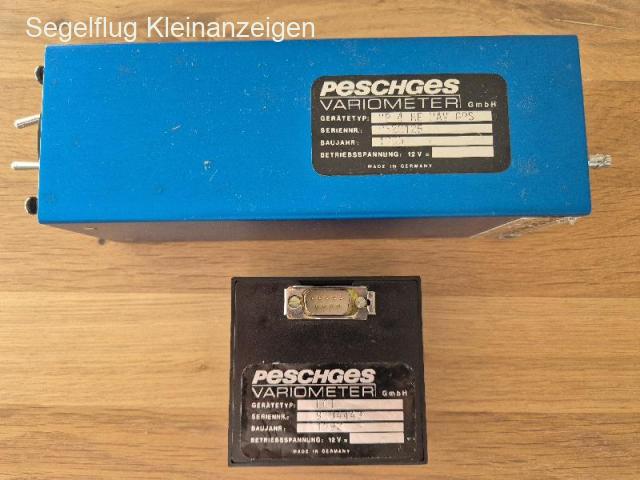 Segelflug Kleinanzeigen
PESCHGES
VARIOMETER GmbH
GERÄTETYP:
SERIENNR.:
BAUJAHR:
BETRIEBSSPANNUNG: 12 V =
MADE IN GERMANY
PESCHGES
VARIOMETER GmbH
GERÄTETYP:
SERIENNR.:
BAUJAHR:
BETRIEBSSPANNUNG: 12 V =
MADE IN GERMANY